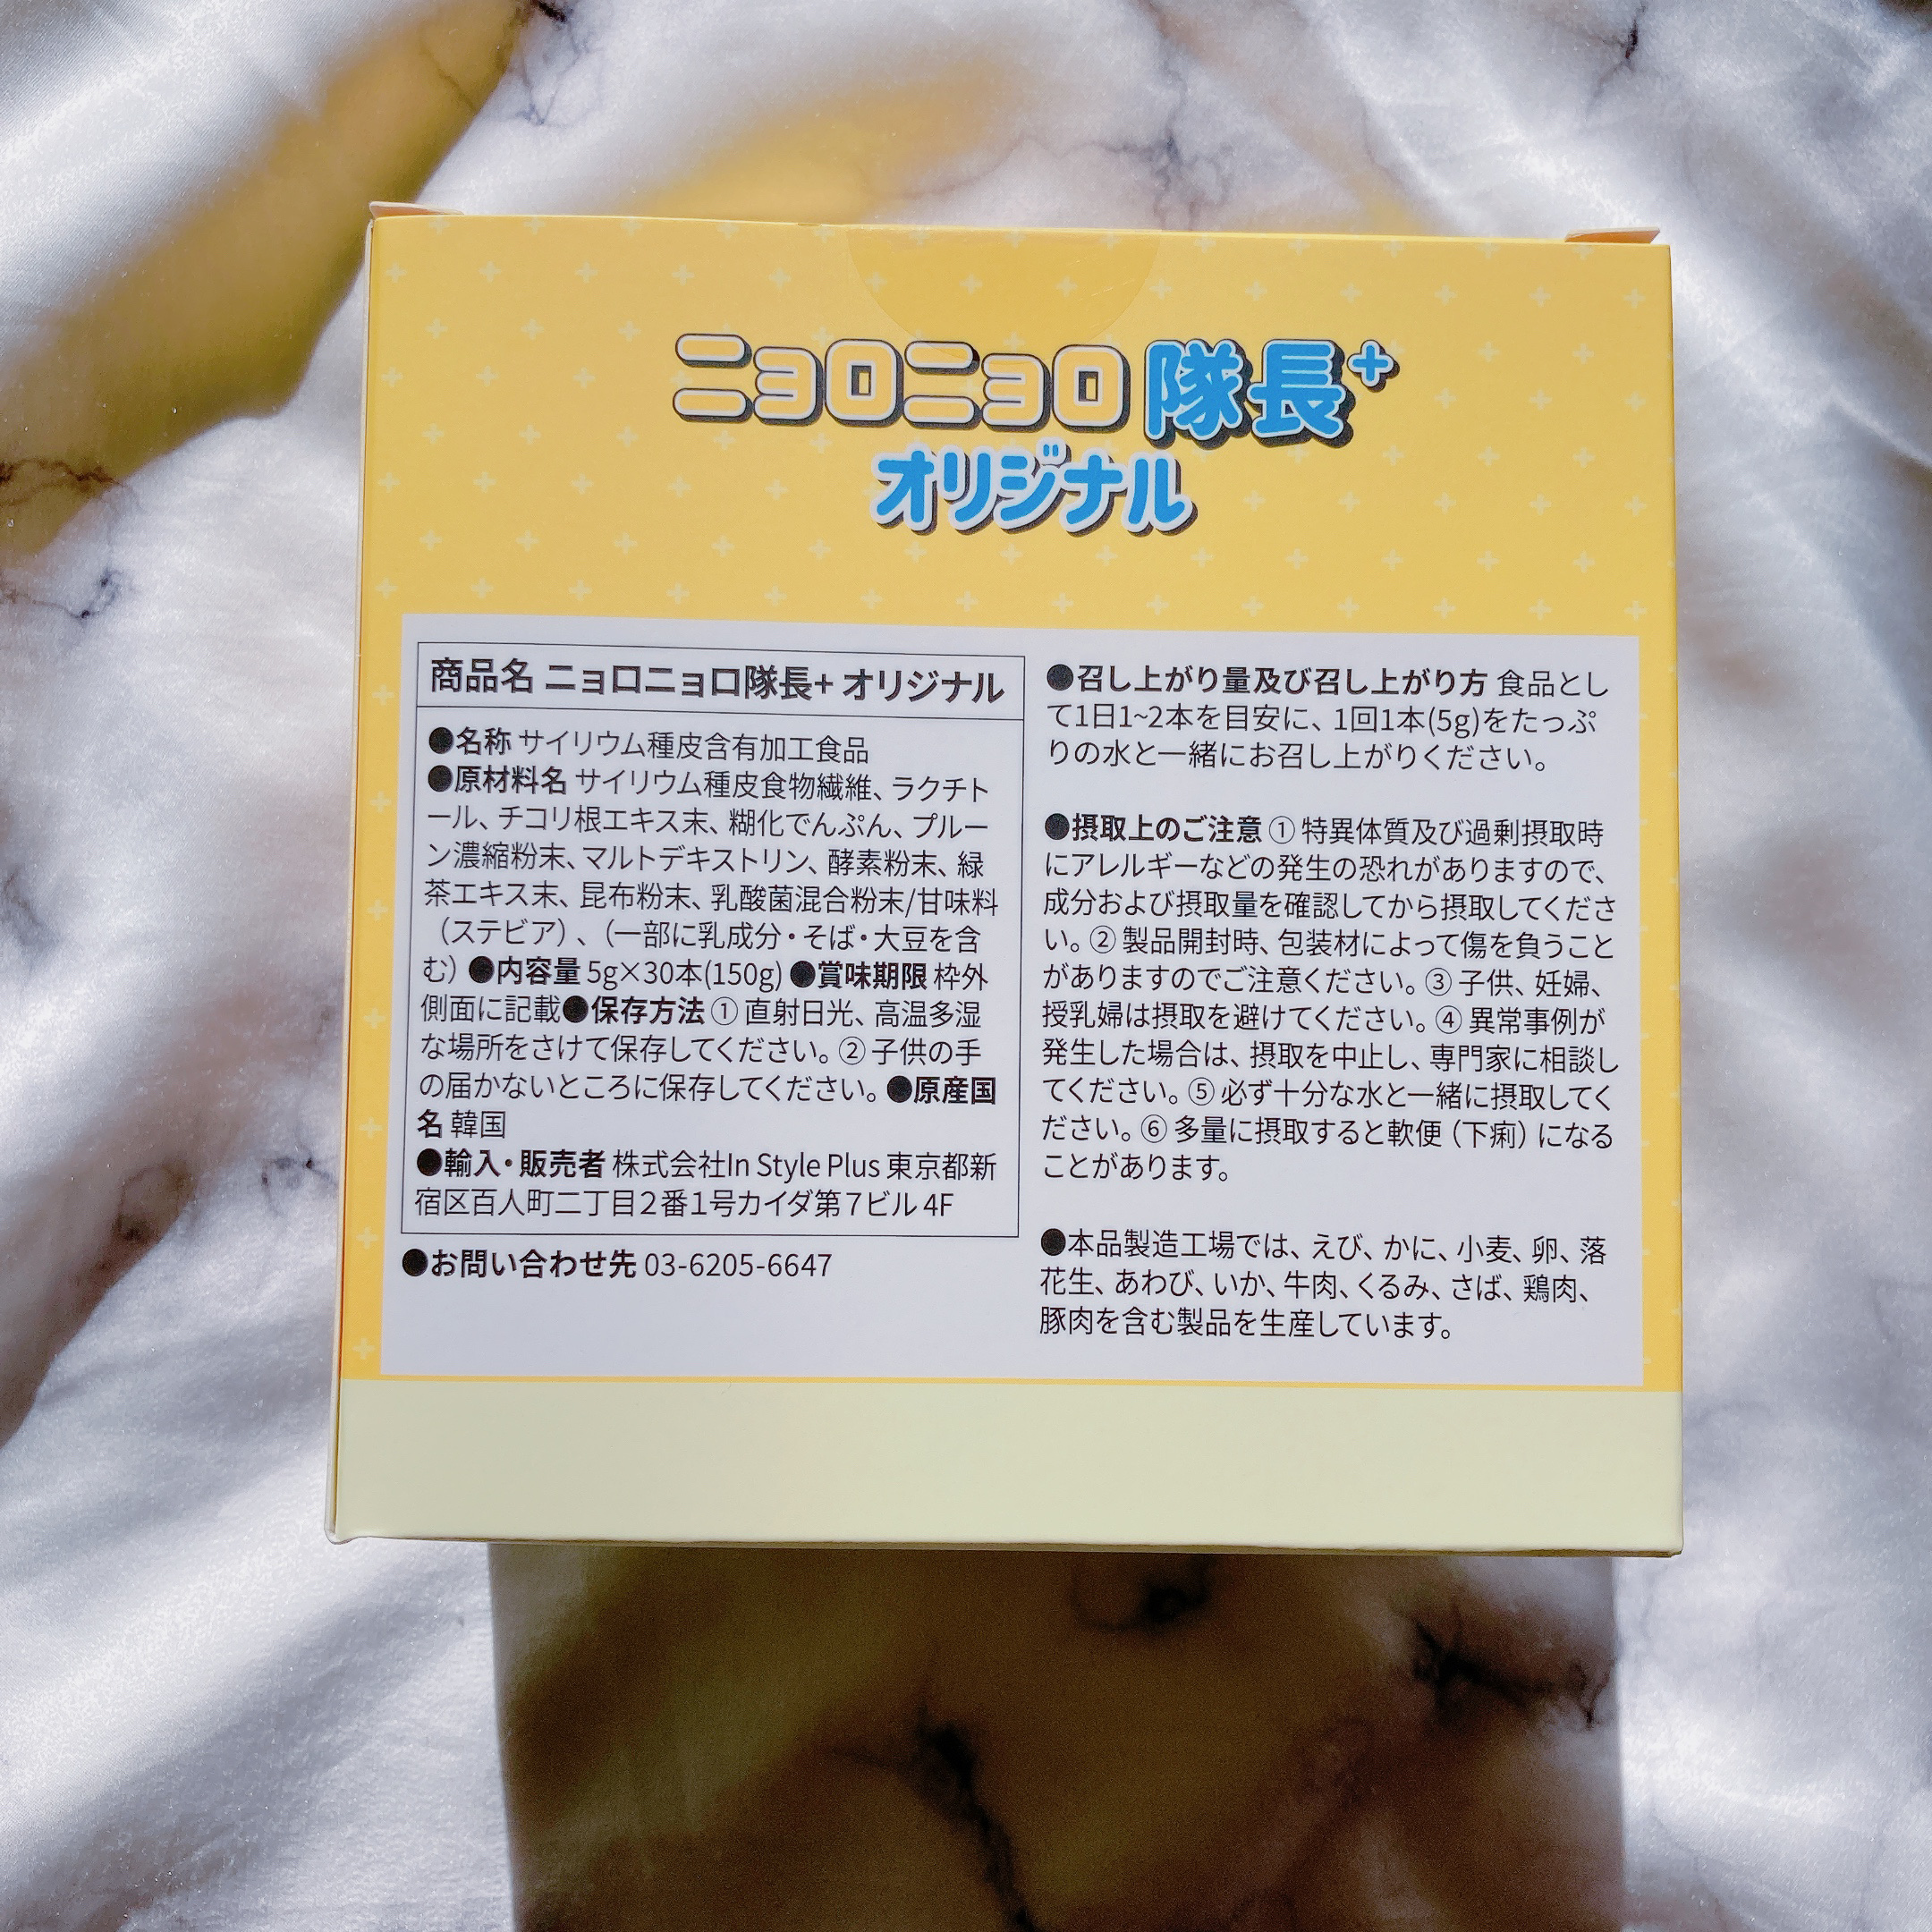 ニョロニョロ隊長+
オリジナル
商品名 ニョロニョロ隊長+ オリジナル
●名称 サイリウム種皮含有加工食品
●原材料名 サイリウム種皮食物繊維、ラクチト
ール、チコリ根エキス末、糊化でんぷん、プルー
ン濃縮粉末、マルトデキストリン、酵素粉末、緑
茶エキス末、昆布粉末、乳酸菌混合粉末/甘味料
（ステビア）、（一部に乳成分・そば・大豆を含
む）●内容量 5g×30本(150g) ●賞味期限 枠外
側面に記載●保存方法 ① 直射日光、高温多湿
な場所をさけて保存してください。② 子供の手
の届かないところに保存してください。●原産国
名 韓国
●輸入・販売者 株式会社In Style Plus 東京都新
宿区百人町二丁目2番1号カイダ第7ビル 4F
●お問い合わせ先 03-6205-6647
●召し上がり量及び召し上がり方 食品とし
て1日1~2本を目安に、1回1本(5g)をたっぷ
りの水と一緒にお召し上がりください。
●摂取上のご注意 ① 特異体質及び過剰摂取時
にアレルギーなどの発生の恐れがありますので、
成分および摂取量を確認してから摂取してくださ
い。② 製品開封時、包装材によって傷を負うこと
がありますのでご注意ください。③ 子供、妊婦、
授乳婦は摂取を避けてください。④ 異常事例が
発生した場合は、摂取を中止し、専門家に相談し
てください。⑤ 必ず十分な水と一緒に摂取してく
ださい。⑥ 多量に摂取すると軟便（下痢）になる
ことがあります。
●本品製造工場では、えび、かに、小麦、卵、落
花生、あわび、いか、牛肉、くるみ、さば、鶏肉、
豚肉を含む製品を生産しています。